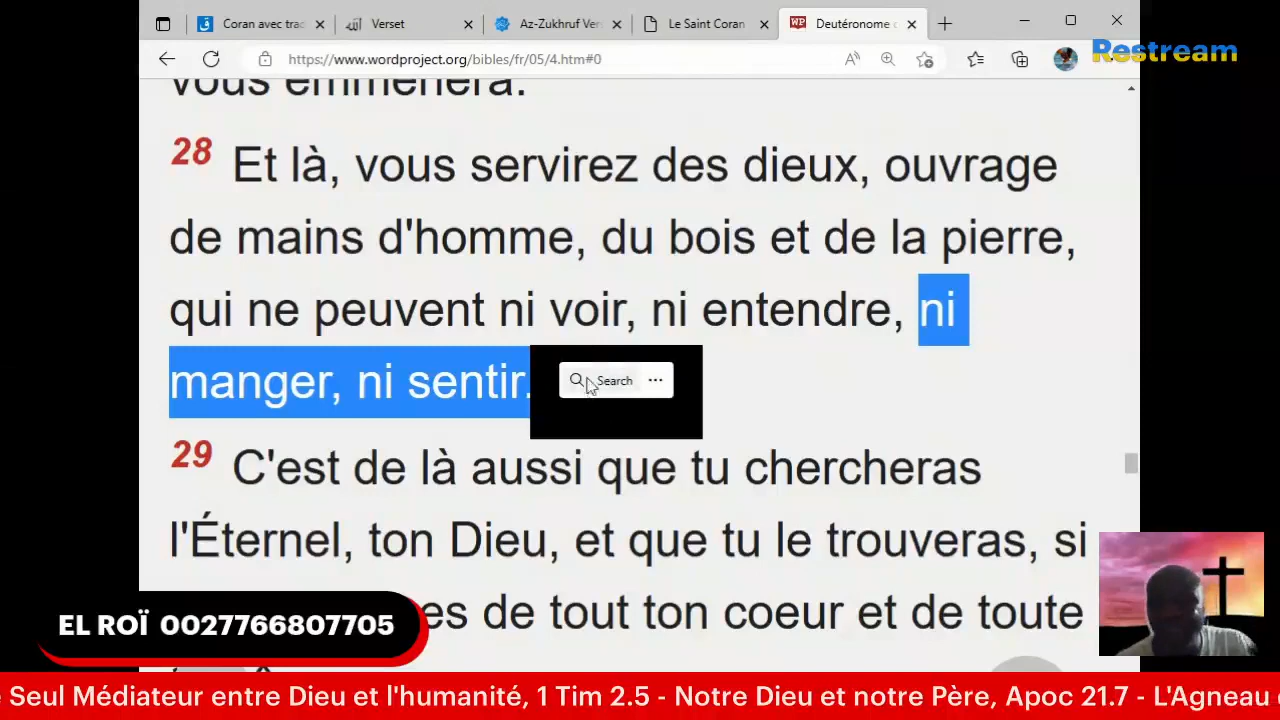 Coran avec trad
Verset
Az-Zukhruf Ver
Le Saint Coran
Deutéronome
Restream
https://www.wordproject.org/bibles/fr/05/4.htm#0
vous emmènera.
28 Et là, vous servirez des dieux, ouvrage
de mains d'homme, du bois et de la pierre,
qui ne peuvent ni voir, ni entendre, ni
manger, ni sentir.
Search
29 C'est de là aussi que tu chercheras
l'Éternel, ton Dieu, et que tu le trouveras, si
es de tout ton coeur et de toute
EL ROÏ 0027766807705
Seul Médiateur entre Dieu et l'humanité, 1 Tim 2.5 - Notre Dieu et notre Père, Apoc 21.7 - L'Agneau